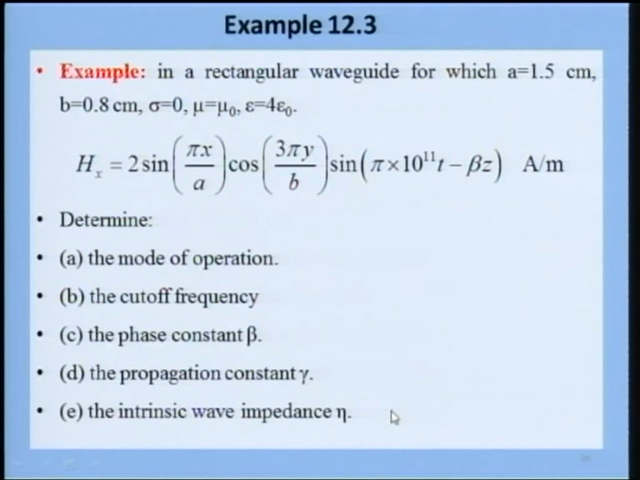 Example 12.3
• Example: in a rectangular waveguide for which a=1.5 cm,
b=0.8 cm, σ=0, μ=μ₀, ε=4ε₀.
Hₓ = 2 sin(πx/a) cos(3πy/b) sin(π×10¹¹t − βz) A/m
• Determine:
• (a) the mode of operation.
• (b) the cutoff frequency
• (c) the phase constant β.
• (d) the propagation constant γ.
• (e) the intrinsic wave impedance η.